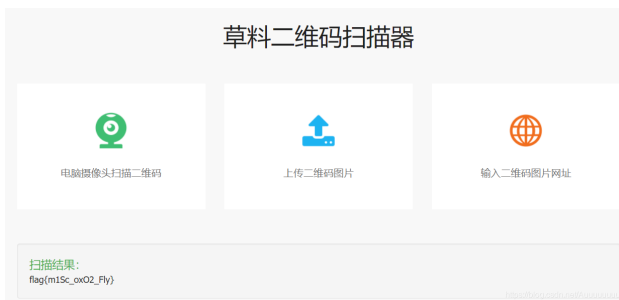 草料二维码扫描器
电脑摄像头扫描二维码
上传二维码图片
输入二维码图片网址
扫描结果：
flag{m1Sc_oxO2_Fly}